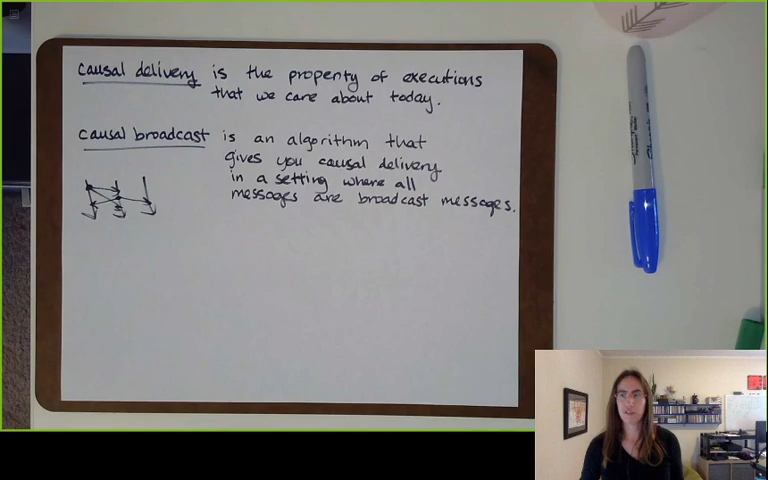 causal delivery is the property of executions
that we care about today.
causal broadcast is an algorithm that
gives you causal delivery
in a setting where all
messages are broadcast messages.